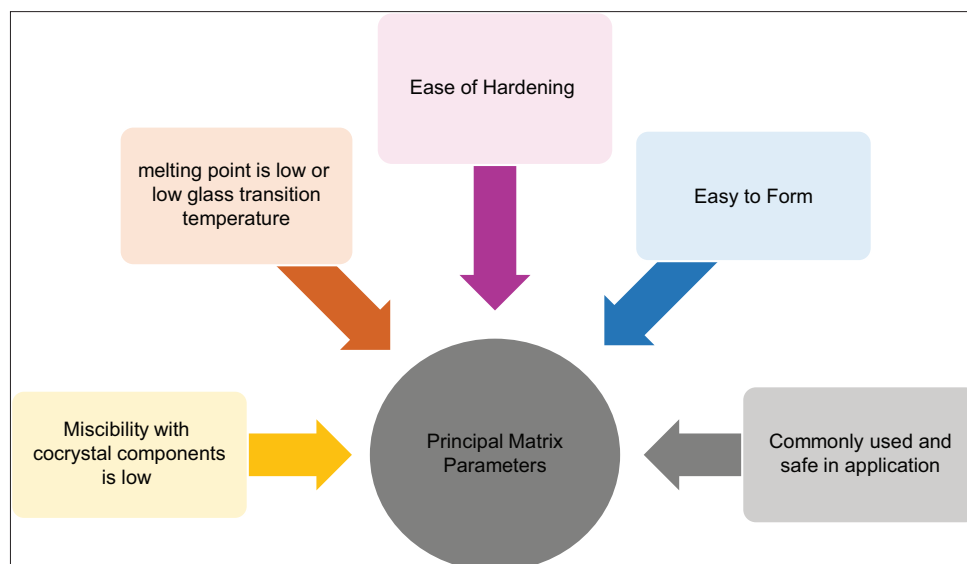 Ease of Hardening
melting point is low or
low glass transition
temperature
Easy to Form
Miscibility with
cocrystal components
is low
Principal Matrix
Parameters
Commonly used and
safe in application